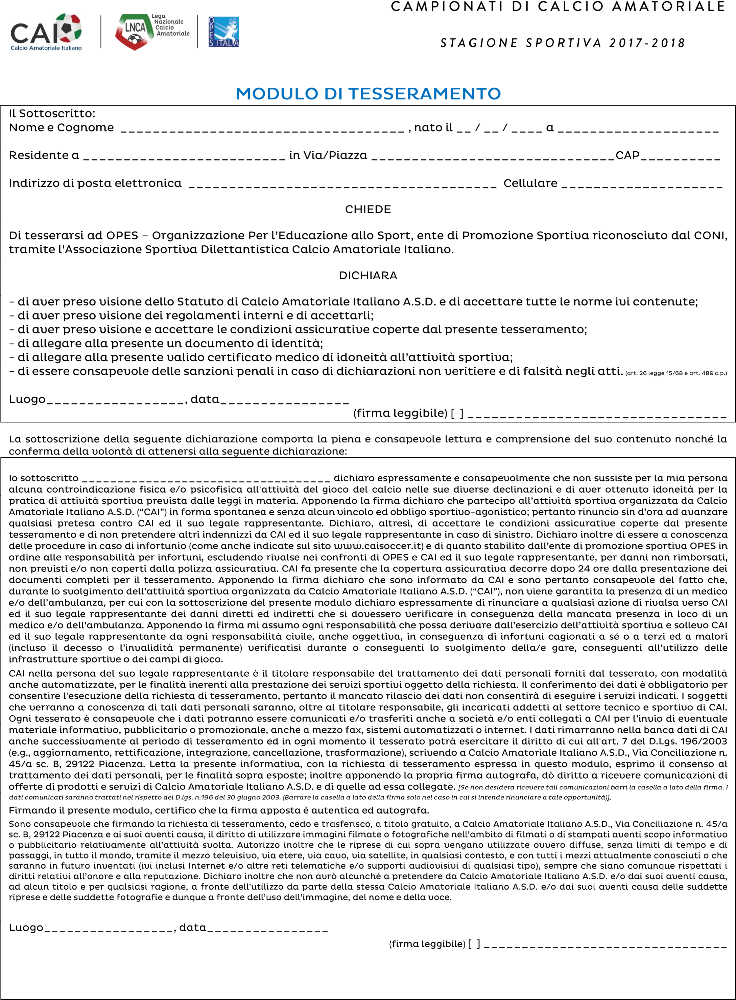 CAMPIONATI DI CALCIO AMATORIALE
CAI
Calcio Amatoriale Italiano
LNCA
Lega
Nazionale
Calcio
Amatoriale
OPES ITALIA
STAGIONE SPORTIVA 2017-2018
MODULO DI TESSERAMENTO
Il Sottoscritto:
Nome e Cognome ___________________________________ , nato il __ / __ / ____ a ____________________
Residente a _________________________ in Via/Piazza ______________________________CAP__________
Indirizzo di posta elettronica ______________________________________ Cellulare ____________________
CHIEDE
Di tesserarsi ad OPES – Organizzazione Per l’Educazione allo Sport, ente di Promozione Sportiva riconosciuto dal CONI,
tramite l’Associazione Sportiva Dilettantistica Calcio Amatoriale Italiano.
DICHIARA
- di aver preso visione dello Statuto di Calcio Amatoriale Italiano A.S.D. e di accettare tutte le norme ivi contenute;
- di aver preso visione dei regolamenti interni e di accettarli;
- di aver preso visione e accettare le condizioni assicurative coperte dal presente tesseramento;
- di allegare alla presente un documento di identità;
- di allegare alla presente valido certificato medico di idoneità all’attività sportiva;
- di essere consapevole delle sanzioni penali in caso di dichiarazioni non veritiere e di falsità negli atti. (art. 26 legge 15/68 e art. 489 c.p.)
Luogo_________________, data________________
(firma leggibile) [ ] ________________________________
La sottoscrizione della seguente dichiarazione comporta la piena e consapevole lettura e comprensione del suo contenuto nonché la
conferma della volontà di attenersi alla seguente dichiarazione:
Io sottoscritto ___________________________________ dichiaro espressamente e consapevolmente che non sussiste per la mia persona
alcuna controindicazione fisica e/o psicofisica all'attività del gioco del calcio nelle sue diverse declinazioni e di aver ottenuto idoneità per la
pratica di attività sportiva prevista dalle leggi in materia. Apponendo la firma dichiaro che partecipo all’attività sportiva organizzata da Calcio
Amatoriale Italiano A.S.D. (“CAI”) in forma spontanea e senza alcun vincolo ed obbligo sportivo-agonistico; pertanto rinuncio sin d’ora ad avanzare
qualsiasi pretesa contro CAI ed il suo legale rappresentante. Dichiaro, altresì, di accettare le condizioni assicurative coperte dal presente
tesseramento e di non pretendere altri indennizzi da CAI ed il suo legale rappresentante in caso di sinistro. Dichiaro inoltre di essere a conoscenza
delle procedure in caso di infortunio (come anche indicate sul sito www.caisoccer.it) e di quanto stabilito dall’ente di promozione sportiva OPES in
ordine alle responsabilità per infortuni, escludendo rivalse nei confronti di OPES e CAI ed il suo legale rappresentante, per danni non rimborsati,
non previsti e/o non coperti dalla polizza assicurativa. CAI fa presente che la copertura assicurativa decorre dopo 24 ore dalla presentazione dei
documenti completi per il tesseramento. Apponendo la firma dichiaro che sono informato da CAI e sono pertanto consapevole del fatto che,
durante lo svolgimento dell’attività sportiva organizzata da Calcio Amatoriale Italiano A.S.D. (“CAI”), non viene garantita la presenza di un medico
e/o dell’ambulanza, per cui con la sottoscrizione del presente modulo dichiaro espressamente di rinunciare a qualsiasi azione di rivalsa verso CAI
ed il suo legale rappresentante dei danni diretti ed indiretti che si dovessero verificare in conseguenza della mancata presenza in loco di un
medico e/o dell’ambulanza. Apponendo la firma mi assumo ogni responsabilità che possa derivare dall’esercizio dell’attività sportiva e sollevo CAI
ed il suo legale rappresentante da ogni responsabilità civile, anche oggettiva, in conseguenza di infortuni cagionati a sé o a terzi ed a malori
(incluso il decesso o l’invalidità permanente) verificatisi durante o conseguenti lo svolgimento della/e gare, conseguenti all’utilizzo delle
infrastrutture sportive o dei campi di gioco.
CAI nella persona del suo legale rappresentante è il titolare responsabile del trattamento dei dati personali forniti dal tesserato, con modalità
anche automatizzate, per le finalità inerenti alla prestazione dei servizi sportivi oggetto della richiesta. Il conferimento dei dati è obbligatorio per
consentire l'esecuzione della richiesta di tesseramento, pertanto il mancato rilascio dei dati non consentirà di eseguire i servizi indicati. I soggetti
che verranno a conoscenza di tali dati personali saranno, oltre al titolare responsabile, gli incaricati addetti al settore tecnico e sportivo di CAI.
Ogni tesserato è consapevole che i dati potranno essere comunicati e/o trasferiti anche a società e/o enti collegati a CAI per l’invio di eventuale
materiale informativo, pubblicitario o promozionale, anche a mezzo fax, sistemi automatizzati o internet. I dati rimarranno nella banca dati di CAI
anche successivamente al periodo di tesseramento ed in ogni momento il tesserato potrà esercitare il diritto di cui all'art. 7 del D.Lgs. 196/2003
(e.g., aggiornamento, rettificazione, integrazione, cancellazione, trasformazione), scrivendo a Calcio Amatoriale Italiano A.S.D., Via Conciliazione n.
45/a sc. B, 29122 Piacenza. Letta la presente informativa, con la richiesta di tesseramento espressa in questo modulo, esprimo il consenso al
trattamento dei dati personali, per le finalità sopra esposte; inoltre apponendo la propria firma autografa, dò diritto a ricevere comunicazioni di
offerte di prodotti e servizi di Calcio Amatoriale Italiano A.S.D. e di quelle ad essa collegate. [Se non desidera ricevere tali comunicazioni barri la casella a lato della firma. I
dati comunicati saranno trattati nel rispetto del D.lgs. n.196 del 30 giugno 2003. (Barrare la casella a lato della firma solo nel caso in cui si intende rinunciare a tale opportunità)].
Firmando il presente modulo, certifico che la firma apposta è autentica ed autografa.
Sono consapevole che firmando la richiesta di tesseramento, cedo e trasferisco, a titolo gratuito, a Calcio Amatoriale Italiano A.S.D., Via Conciliazione n. 45/a
sc. B, 29122 Piacenza e ai suoi aventi causa, il diritto di utilizzare immagini filmate o fotografiche nell’ambito di filmati o di stampati aventi scopo informativo
o pubblicitario relativamente all’attività svolta. Autorizzo inoltre che le riprese di cui sopra vengano utilizzate ovvero diffuse, senza limiti di tempo e di
passaggi, in tutto il mondo, tramite il mezzo televisivo, via etere, via cavo, via satellite, in qualsiasi contesto, e con tutti i mezzi attualmente conosciuti o che
saranno in futuro inventati (ivi inclusi Internet e/o altre reti telematiche e/o supporti audiovisivi di qualsiasi tipo), sempre che siano comunque rispettati i
diritti relativi all’onore e alla reputazione. Dichiaro inoltre che non avrò alcunché a pretendere da Calcio Amatoriale Italiano A.S.D. e/o dai suoi aventi causa,
ad alcun titolo e per qualsiasi ragione, a fronte dell’utilizzo da parte della stessa Calcio Amatoriale Italiano A.S.D. e/o dai suoi aventi causa delle suddette
riprese e delle suddette fotografie e dunque a fronte dell’uso dell’immagine, del nome e della voce.
Luogo_________________, data________________
(firma leggibile) [ ] ________________________________